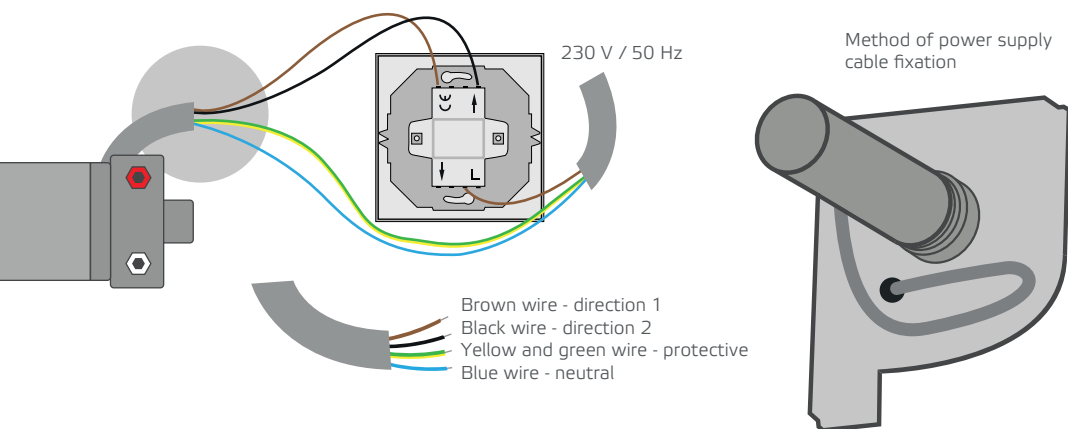 230 V / 50 Hz
Method of power supply
cable fixation
CE
L
Brown wire - direction 1
Black wire - direction 2
Yellow and green wire - protective
Blue wire - neutral